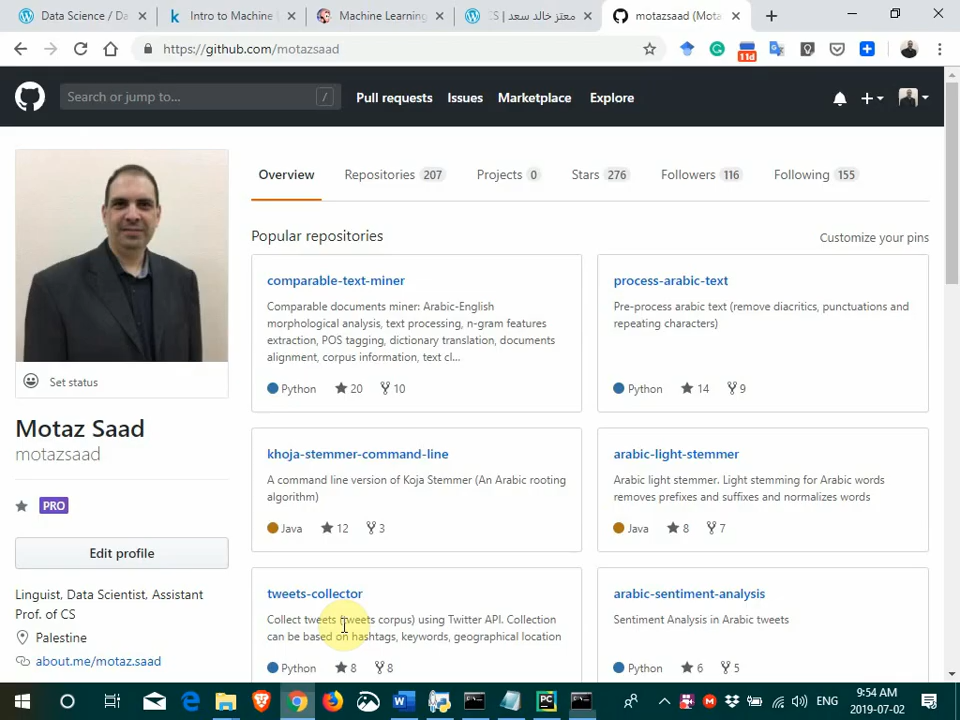 Data Science / Da
Intro to Machine
Machine Learning
معتز خالد سعد | CS
motazsaad (Mota
https://github.com/motazsaad
11d
Search or jump to...
/
Pull requests
Issues
Marketplace
Explore
Overview
Repositories 207
Projects 0
Stars 276
Followers 116
Following 155
Popular repositories
Customize your pins
comparable-text-miner
Comparable documents miner: Arabic-English
morphological analysis, text processing, n-gram features
extraction, POS tagging, dictionary translation, documents
alignment, corpus information, text cl...
Python 20 10
process-arabic-text
Pre-process arabic text (remove diacritics, punctuations and
repeating characters)
Python 14 9
khoja-stemmer-command-line
A command line version of Koja Stemmer (An Arabic rooting
algorithm)
Java 12 3
arabic-light-stemmer
Arabic light stemmer. Light stemming for Arabic words
removes prefixes and suffixes and normalizes words
Java 8 7
tweets-collector
Collect tweets (tweets corpus) using Twitter API. Collection
can be based on hashtags, keywords, geographical location
Python 8 8
arabic-sentiment-analysis
Sentiment Analysis in Arabic tweets
Python 6 5
Set status
Motaz Saad
motazsaad
PRO
Edit profile
Linguist, Data Scientist, Assistant
Prof. of CS
Palestine
about.me/motaz.saad
ENG
9:54 AM
2019-07-02